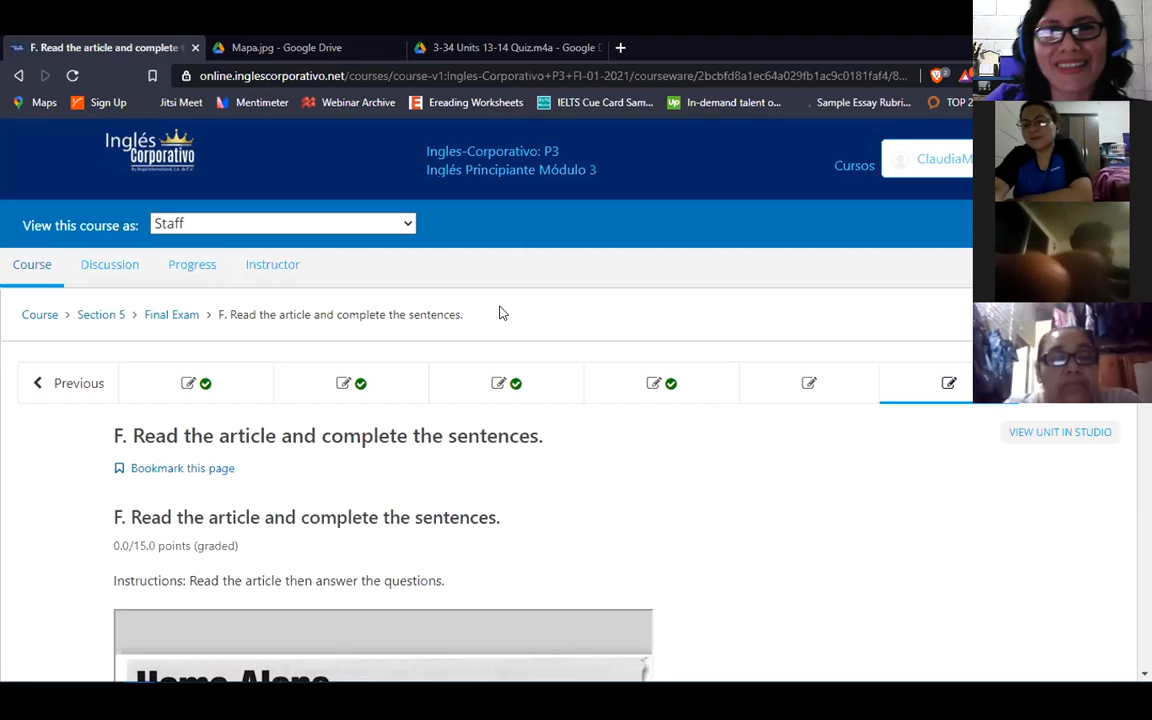 F. Read the article and complete
Mapa.jpg - Google Drive
3-34 Units 13-14 Quiz.m4a - Google D
online.inglescorporativo.net/courses/course-v1:Ingles-Corporativo+P3+FI-01-2021/courseware/2bcbfd8a1ec64a029fb1ac9c0181faf4/8...
2
Maps
Sign Up
Jitsi Meet
Mentimeter
Webinar Archive
Ereading Worksheets
IELTS Cue Card Sam...
In-demand talent o...
Sample Essay Rubri...
TOP 2
Inglés
Corporativo
Ingles-Corporativo: P3
Inglés Principiante Módulo 3
Cursos
ClaudiaM
View this course as:
Staff
Course
Discussion
Progress
Instructor
Course > Section 5 > Final Exam > F. Read the article and complete the sentences.
Previous
F. Read the article and complete the sentences.
VIEW UNIT IN STUDIO
Bookmark this page
F. Read the article and complete the sentences.
0.0/15.0 points (graded)
Instructions: Read the article then answer the questions.
Home Alone